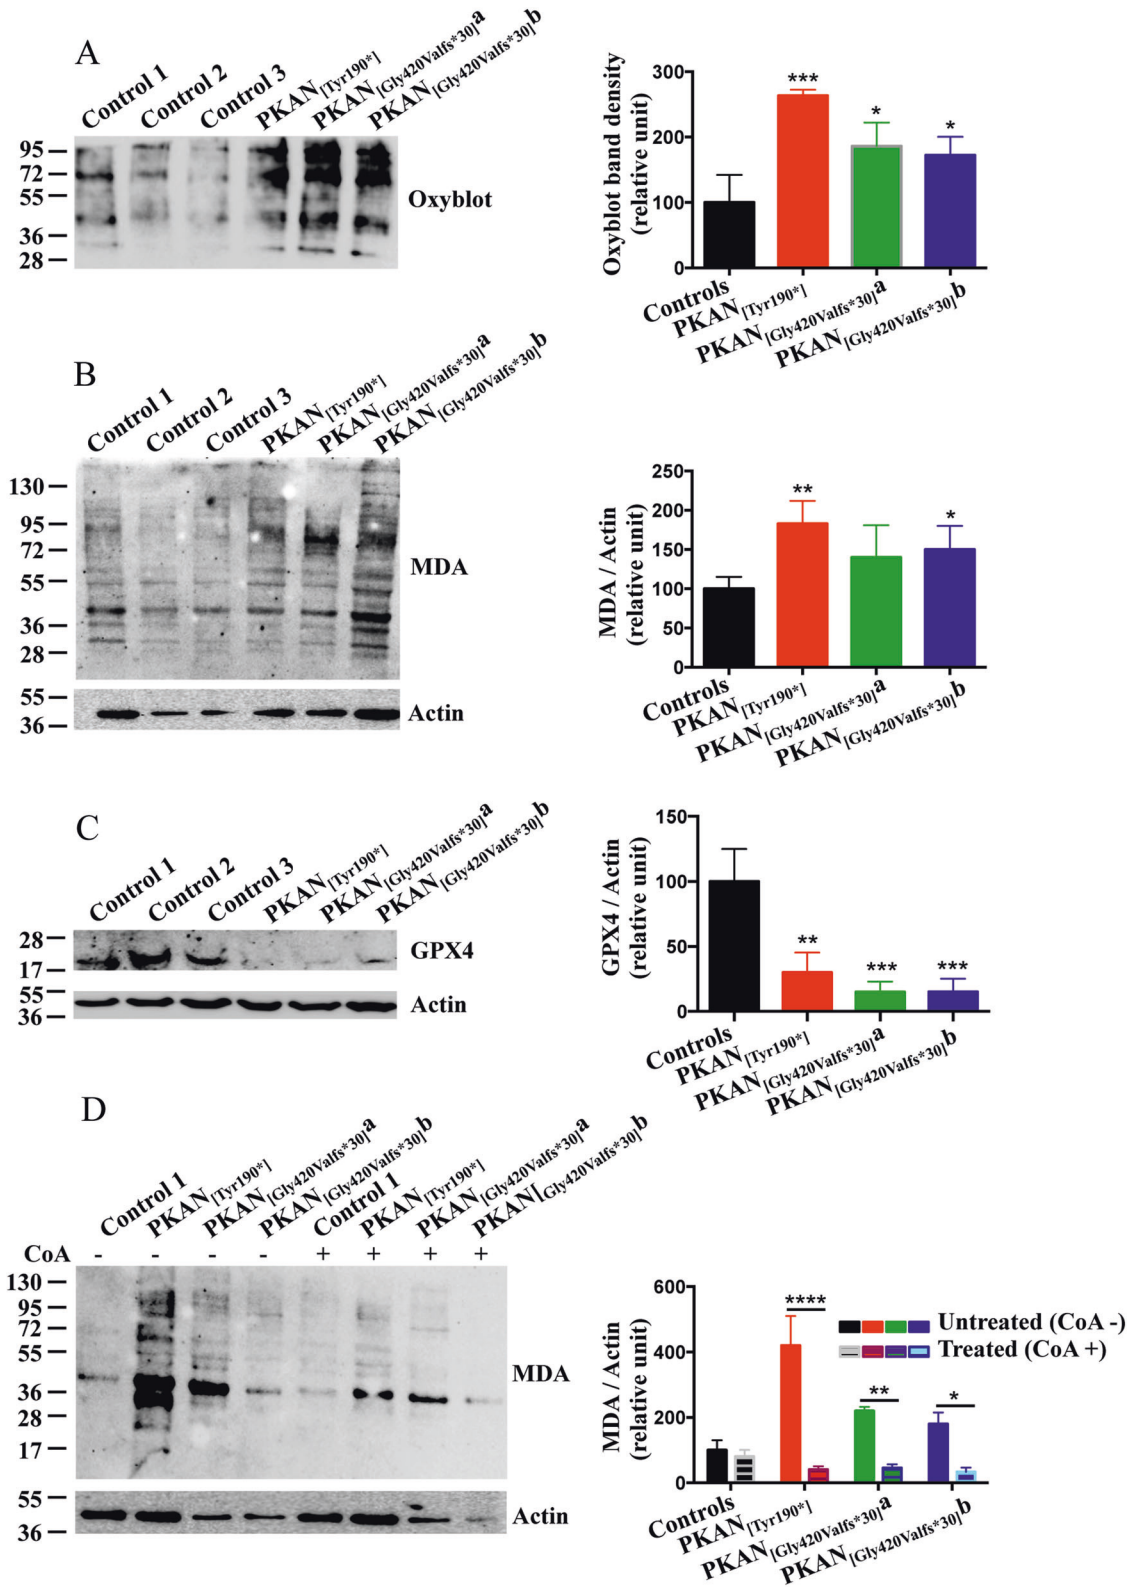 A
Control 1
Control 2
Control 3
PKAN[Tyr190*]
PKAN[Gly420Valfs*30]a
PKAN[Gly420Valfs*30]b
95
72
55
36
28
Oxyblot
Oxyblot band density
(relative unit)
300
200
100
0
***
*
*
Controls
PKAN[Tyr190*]
PKAN[Gly420Valfs*30]a
PKAN[Gly420Valfs*30]b
B
Control 1
Control 2
Control 3
PKAN[Tyr190*]
PKAN[Gly420Valfs*30]a
PKAN[Gly420Valfs*30]b
130
95
72
55
36
28
MDA
55
36
Actin
MDA / Actin
(relative unit)
250
200
150
100
50
0
**
*
Controls
PKAN[Tyr190*]
PKAN[Gly420Valfs*30]a
PKAN[Gly420Valfs*30]b
C
Control 1
Control 2
Control 3
PKAN[Tyr190*]
PKAN[Gly420Valfs*30]a
PKAN[Gly420Valfs*30]b
28
17
GPX4
55
36
Actin
GPX4 / Actin
(relative unit)
150
100
50
0
**
***
***
Controls
PKAN[Tyr190*]
PKAN[Gly420Valfs*30]a
PKAN[Gly420Valfs*30]b
D
Control 1
PKAN[Tyr190*]
PKAN[Gly420Valfs*30]a
PKAN[Gly420Valfs*30]b
Control 1
PKAN[Tyr190*]
PKAN[Gly420Valfs*30]a
PKAN[Gly420Valfs*30]b
CoA - - - - + + + +
130
95
72
55
36
28
17
MDA
55
36
Actin
MDA / Actin
(relative unit)
600
400
200
0
****
**
*
Untreated (CoA -)
Treated (CoA +)
Controls
PKAN[Tyr190*]
PKAN[Gly420Valfs*30]a
PKAN[Gly420Valfs*30]b